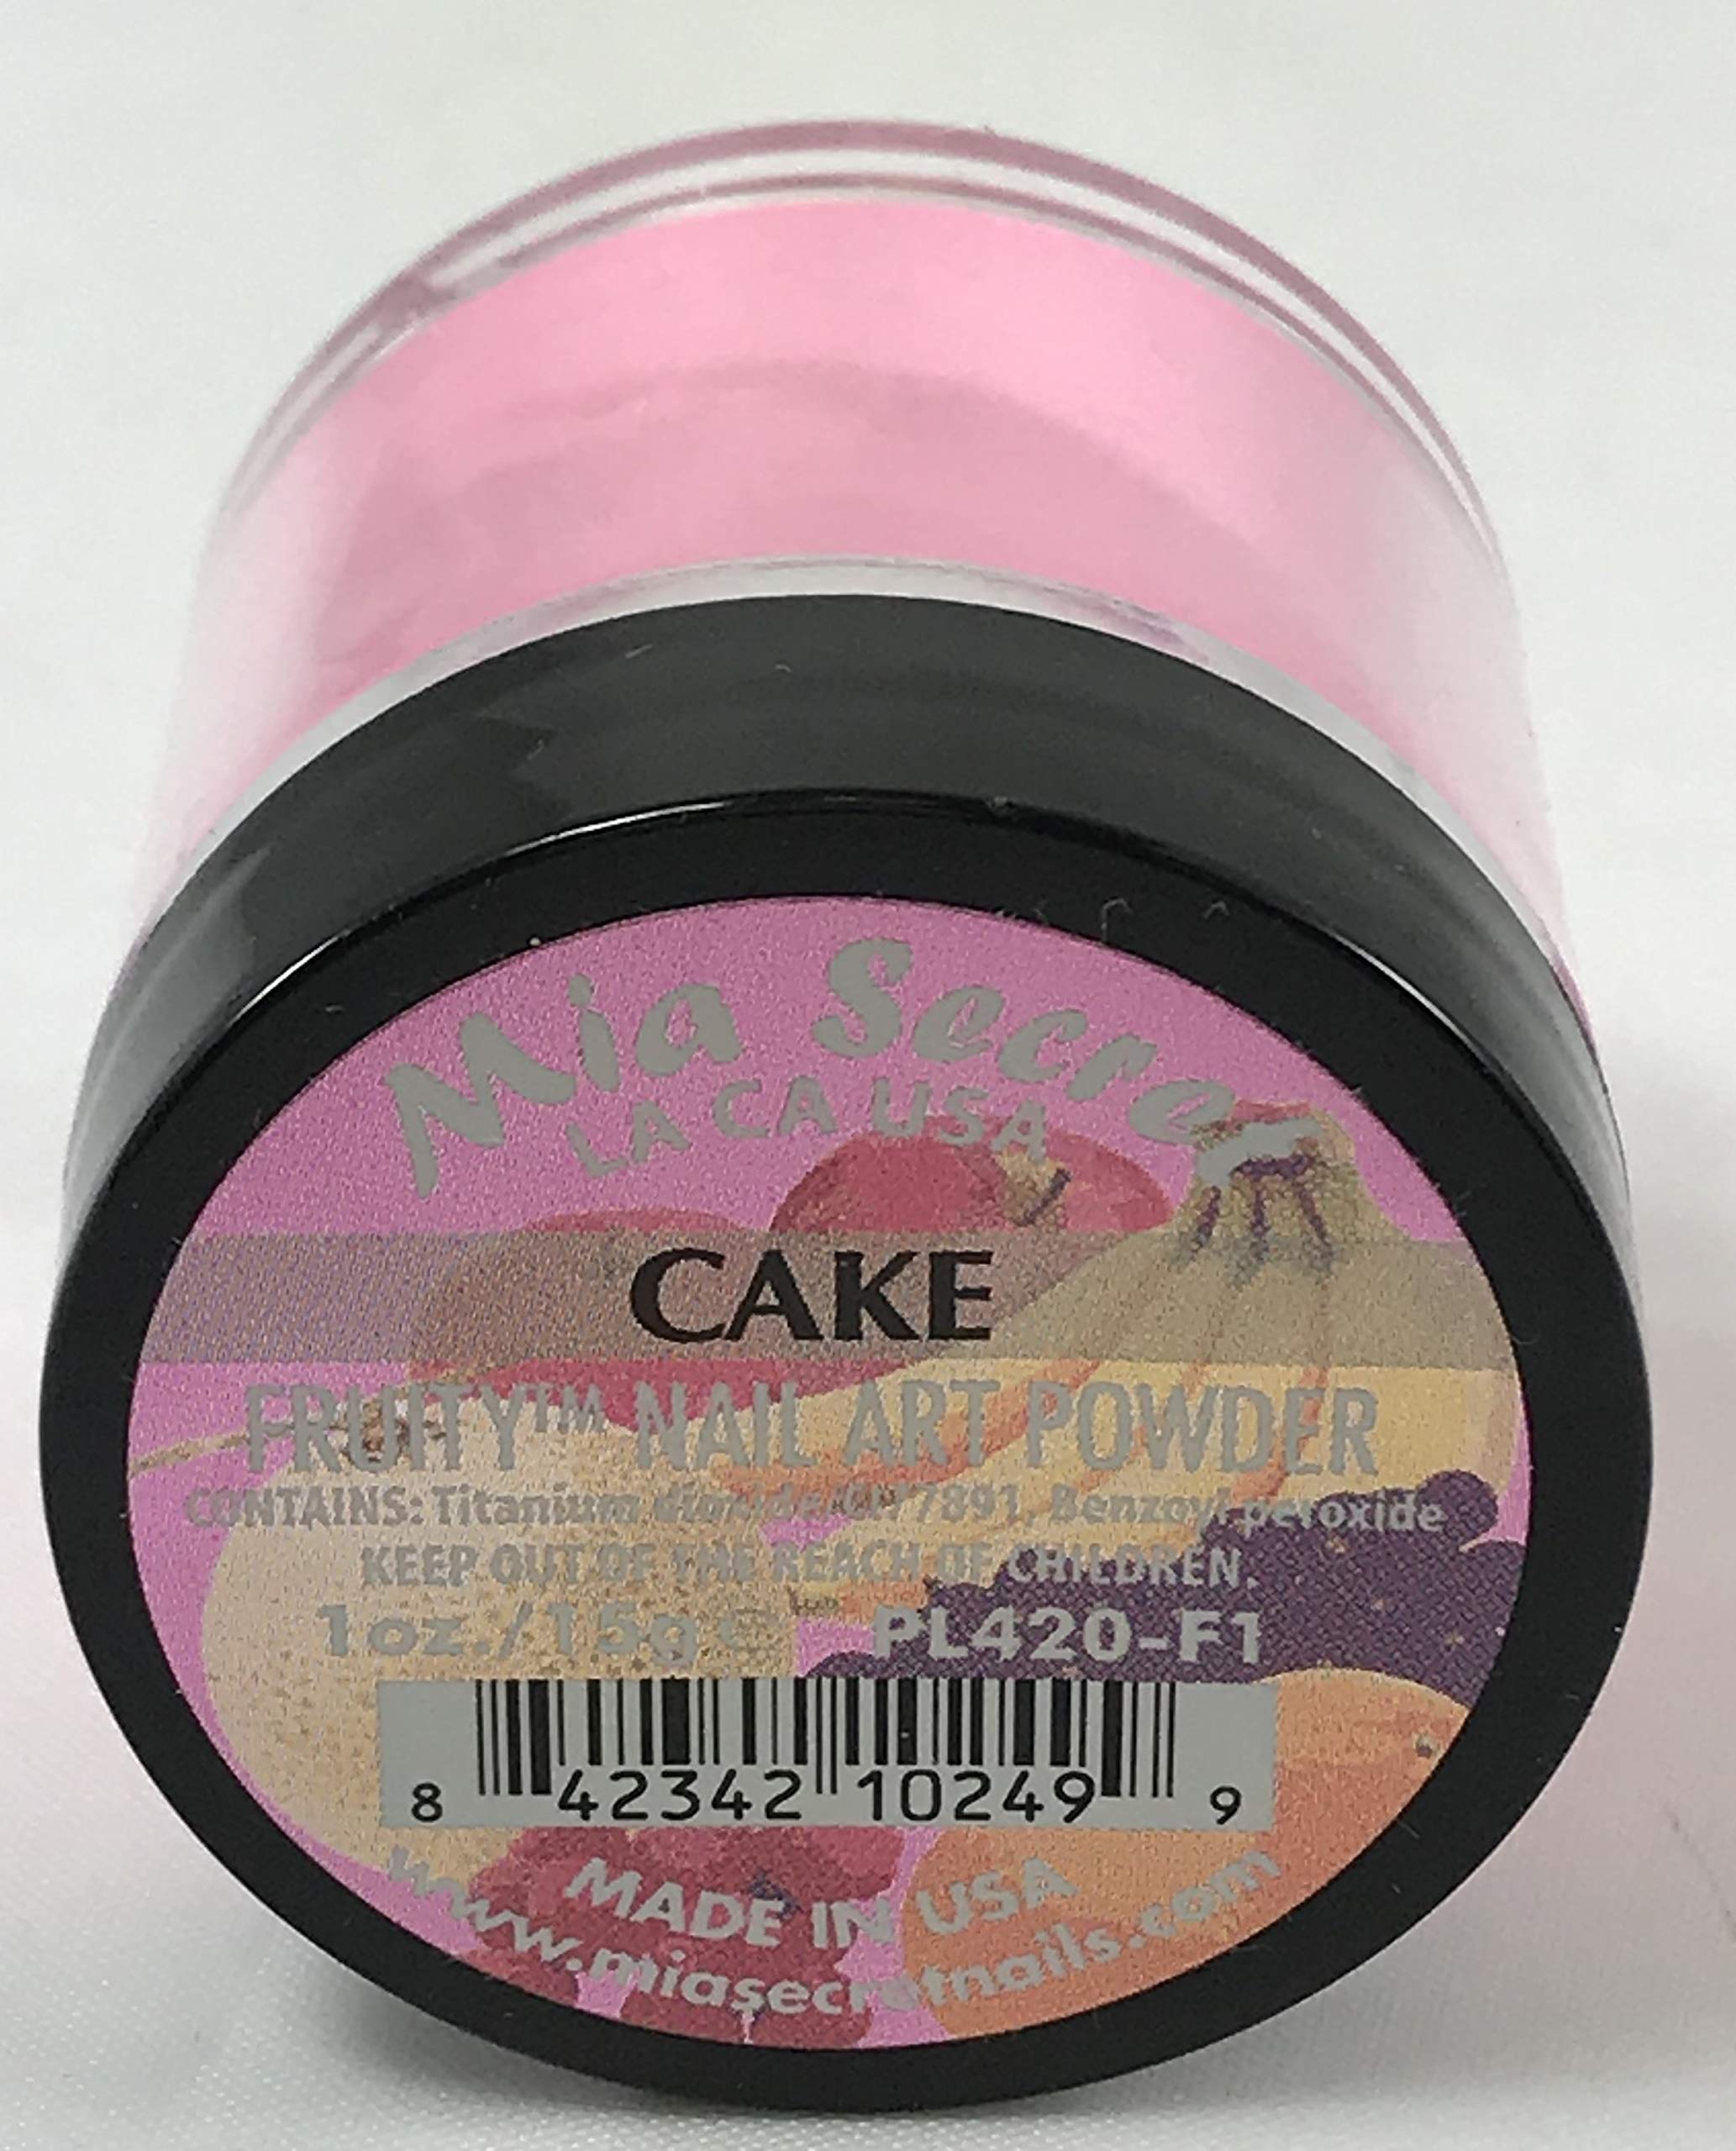 Mia Secret
LA CA USA
CAKE
FRUITY™ NAIL ART POWDER
CONTAINS: Titanium dioxide/CI 77891, Benzoyl peroxide
KEEP OUT OF THE REACH OF CHILDREN.
1oz./15g e PL420-F1
8 42342 10249 9
MADE IN USA
www.miasecretnails.com